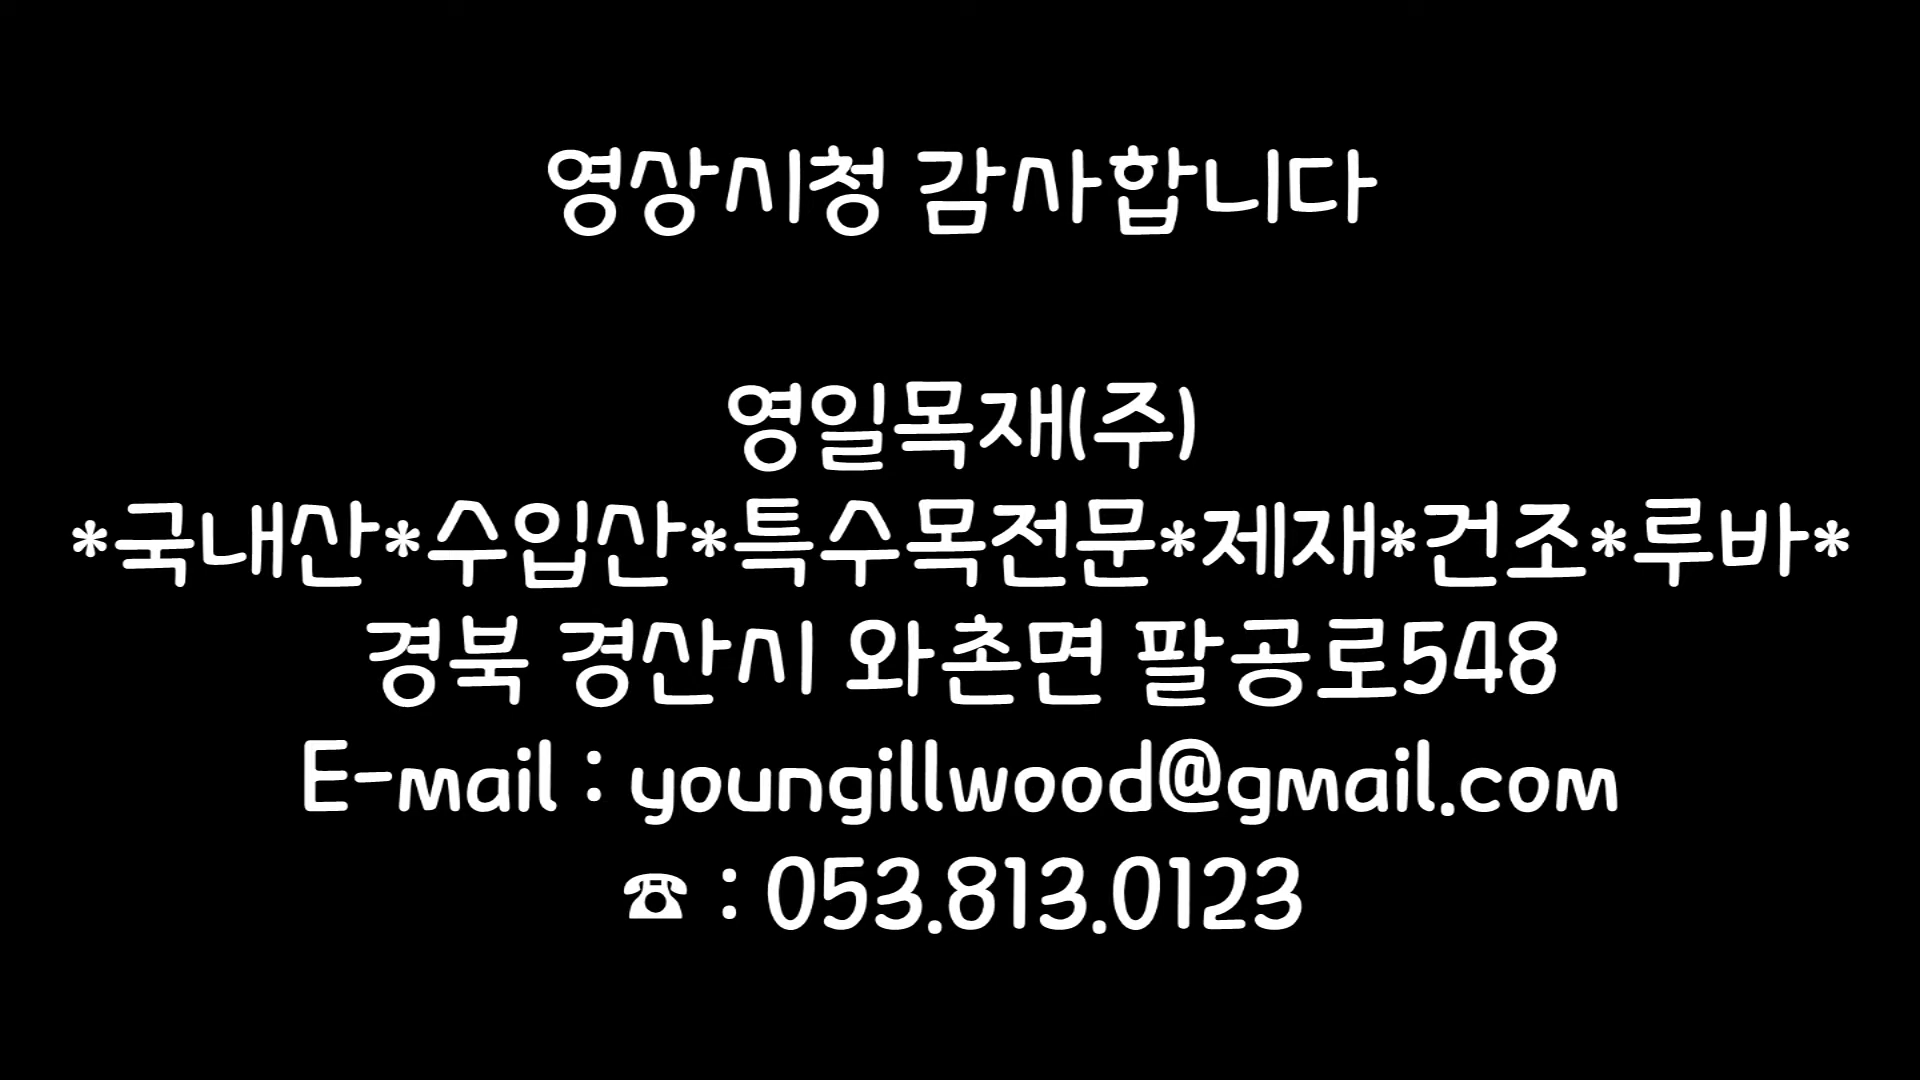 영상시청 감사합니다
영일목재(주)
*국내산*수입산*특수목전문*제재*건조*루바*
경북 경산시 와촌면 팔공로548
E-mail : youngillwood@gmail.com
☎ : 053.813.0123